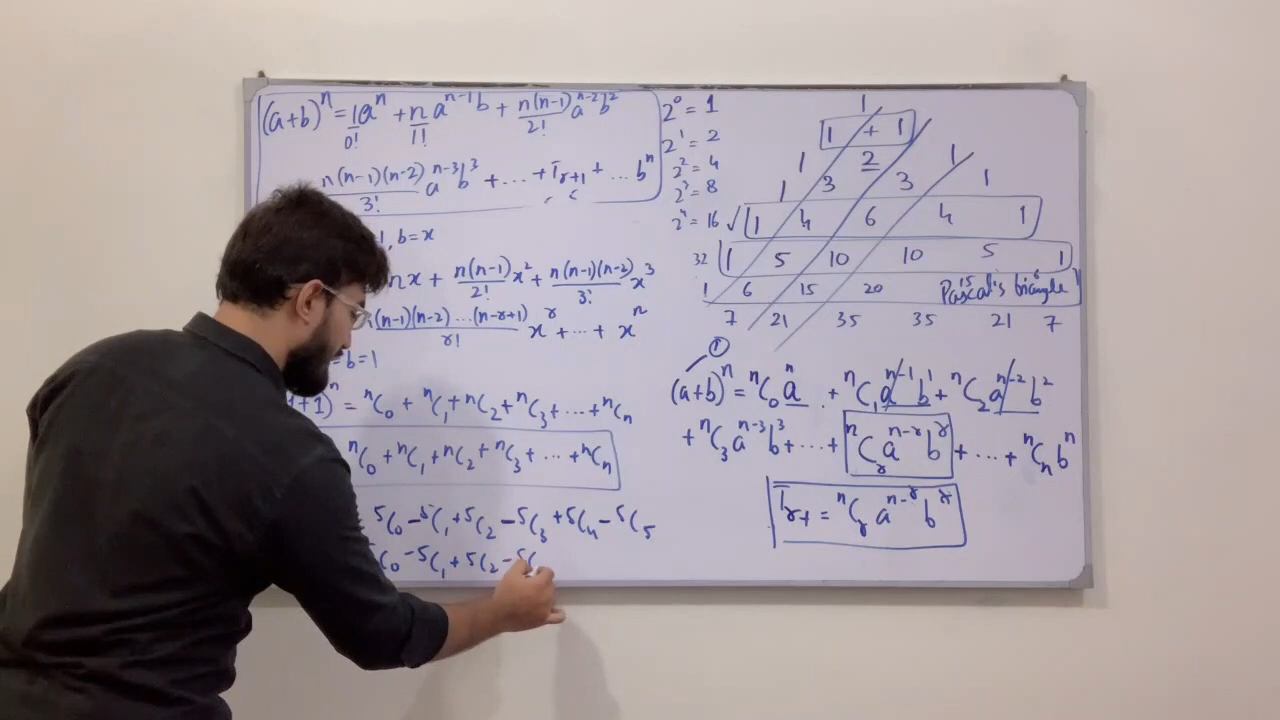 (a+b)^n = 1a^n/0! + n/1! a^{n-1}b + n(n-1)/2! a^{n-2}b^2
n(n-1)(n-2)/3! a^{n-3}b^3 + ... + T_{r+1} + ... b^n
, b=x
nx + n(n-1)/2! x^2 + n(n-1)(n-2)/3! x^3
(n-1)(n-2)...(n-r+1)/r! x^r + ... + x^n
b=1
+1)^n = ^nC_0 + ^nC_1 + ^nC_2 + ^nC_3 + ... + ^nC_n
^nC_0 + ^nC_1 + ^nC_2 + ^nC_3 + ... + ^nC_n
^5C_0 - ^5C_1 + ^5C_2 - ^5C_3 + ^5C_4 - ^5C_5
C_0 - ^5C_1 + ^5C_2 - ^5C
2^0 = 1
2^1 = 2
2^2 = 4
2^3 = 8
2^4 = 16 √
32
1
1 + 1
1 2 1
1 3 3 1
1 4 6 4 1
1 5 10 10 5 1
1 6 15 20 15 6 1
Pascal's triangle
7 21 35 35 21 7
①
(a+b)^n = ^nC_0 a^n + ^nC_1 a^{n-1} b^1 + ^nC_2 a^{n-2} b^2
+ ^nC_3 a^{n-3} b^3 + ... + ^nC_r a^{n-r} b^r + ... + ^nC_n b^n
T_{r+1} = ^nC_r a^{n-r} b^r